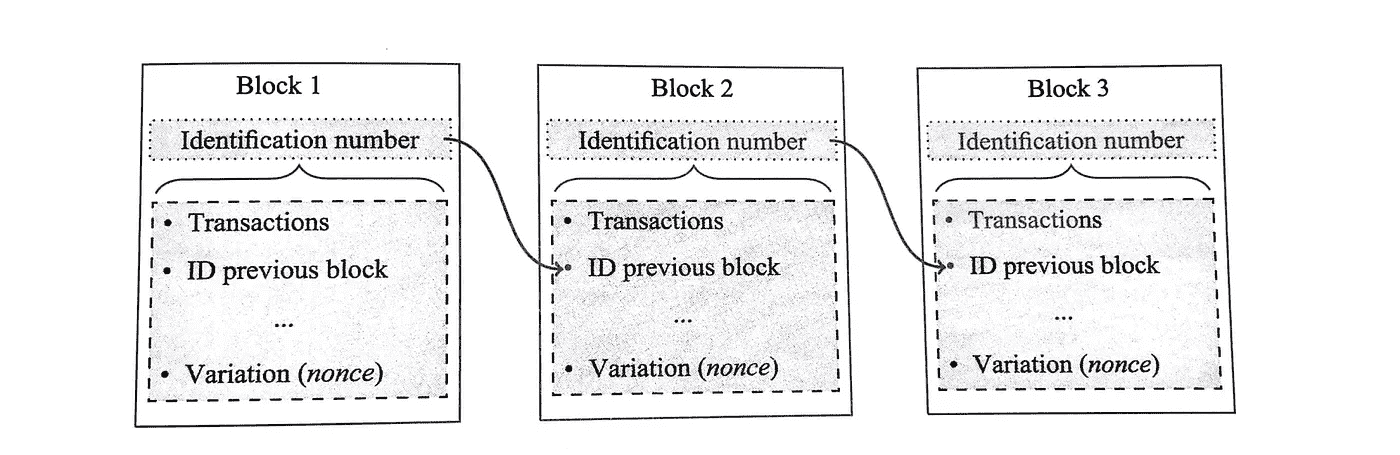 Block 1
Identification number
• Transactions
• ID previous block
...
• Variation (nonce)
Block 2
Identification number
• Transactions
• ID previous block
...
• Variation (nonce)
Block 3
Identification number
• Transactions
• ID previous block
...
• Variation (nonce)